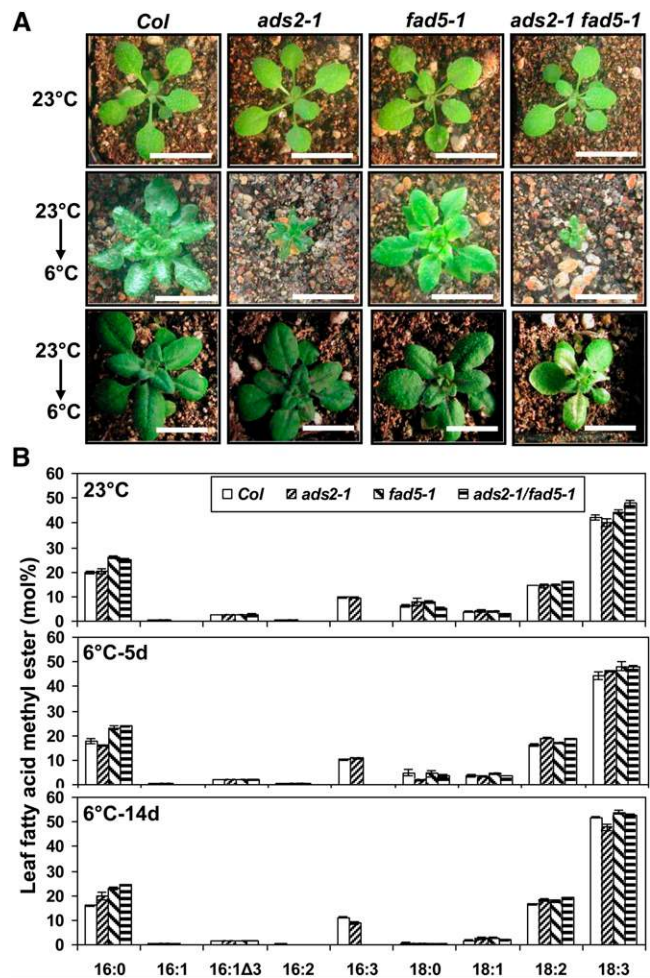 A
Col ads2-1 fad5-1 ads2-1 fad5-1
23°C
23°C
6°C
23°C
6°C
B
60
50
40
30
20
10
0
23°C
Col ads2-1 fad5-1 ads2-1/fad5-1
60
50
40
30
20
10
0
6°C-5d
60
50
40
30
20
10
0
6°C-14d
Leaf fatty acid methyl ester (mol%)
16:0 16:1 16:1Δ3 16:2 16:3 18:0 18:1 18:2 18:3